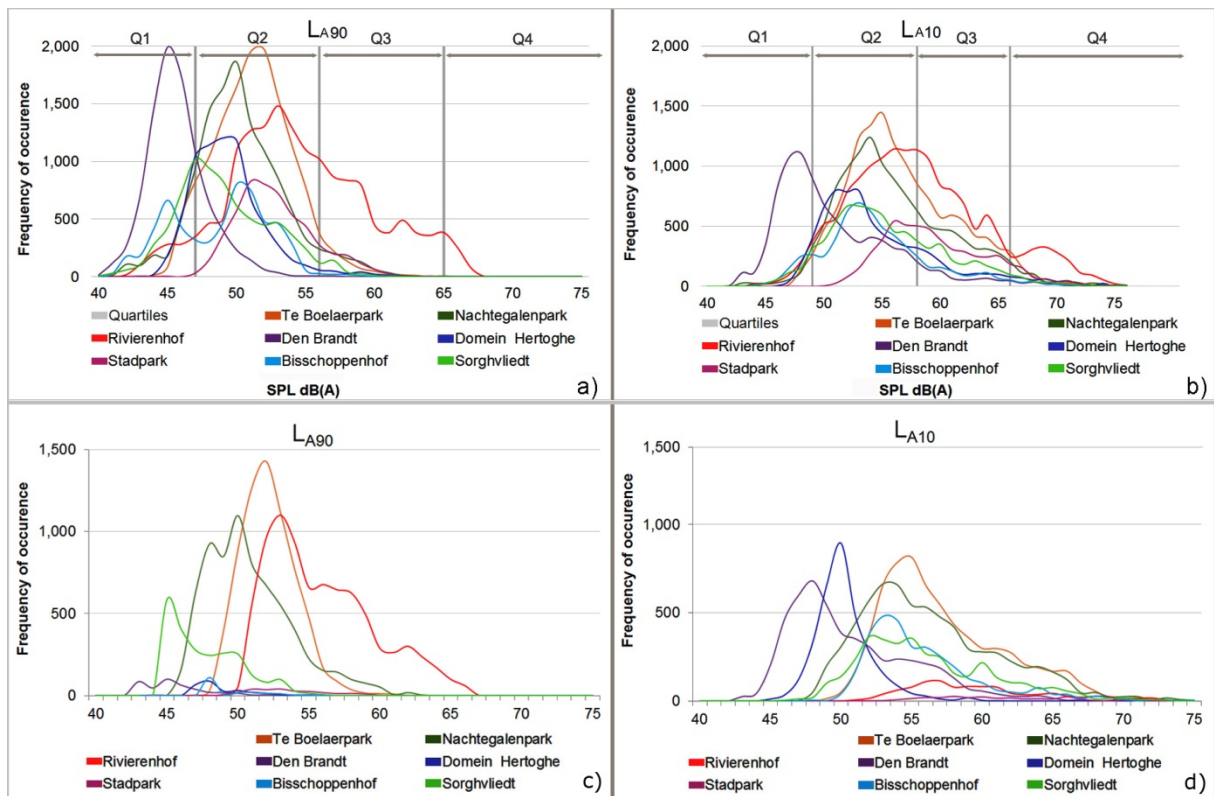 LA90
Q1 Q2 Q3 Q4
Frequency of occurence
2,000
1,500
1,000
500
0
40 45 50 55 60 65 70 75
Quartiles Te Boelaerpark Nachtegalenpark
Rivierenhof Den Brandt Domein Hertoghe
Stadpark Bisschoppenhof Sorghvliedt
SPL dB(A)
a)
LA10
Q1 Q2 Q3 Q4
Frequency of occurence
2,000
1,500
1,000
500
0
40 45 50 55 60 65 70 75
Quartiles Te Boelaerpark Nachtegalenpark
Rivierenhof Den Brandt Domein Hertoghe
Stadpark Bisschoppenhof Sorghvliedt
SPL dB(A)
b)
LA90
Frequency of occurence
1,500
1,000
500
0
40 45 50 55 60 65 70 75
Te Boelaerpark Nachtegalenpark
Rivierenhof Den Brandt Domein Hertoghe
Stadpark Bisschoppenhof Sorghvliedt
c)
LA10
Frequency of occurence
1,500
1,000
500
0
40 45 50 55 60 65 70 75
Te Boelaerpark Nachtegalenpark
Rivierenhof Den Brandt Domein Hertoghe
Stadpark Bisschoppenhof Sorghvliedt
d)